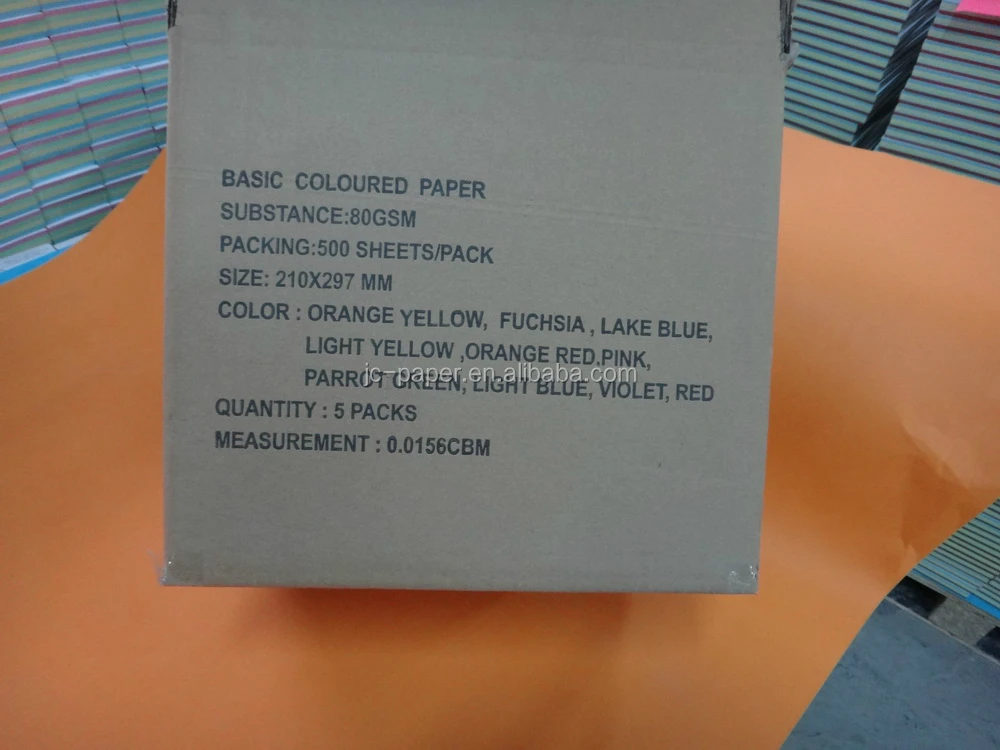 BASIC COLOURED PAPER
SUBSTANCE:80GSM
PACKING:500 SHEETS/PACK
SIZE: 210X297 MM
COLOR : ORANGE YELLOW, FUCHSIA , LAKE BLUE,
LIGHT YELLOW ,ORANGE RED.PINK,
jc-paper.en.alibaba.com
PARROT GREEN, LIGHT BLUE, VIOLET, RED
QUANTITY : 5 PACKS
MEASUREMENT : 0.0156CBM